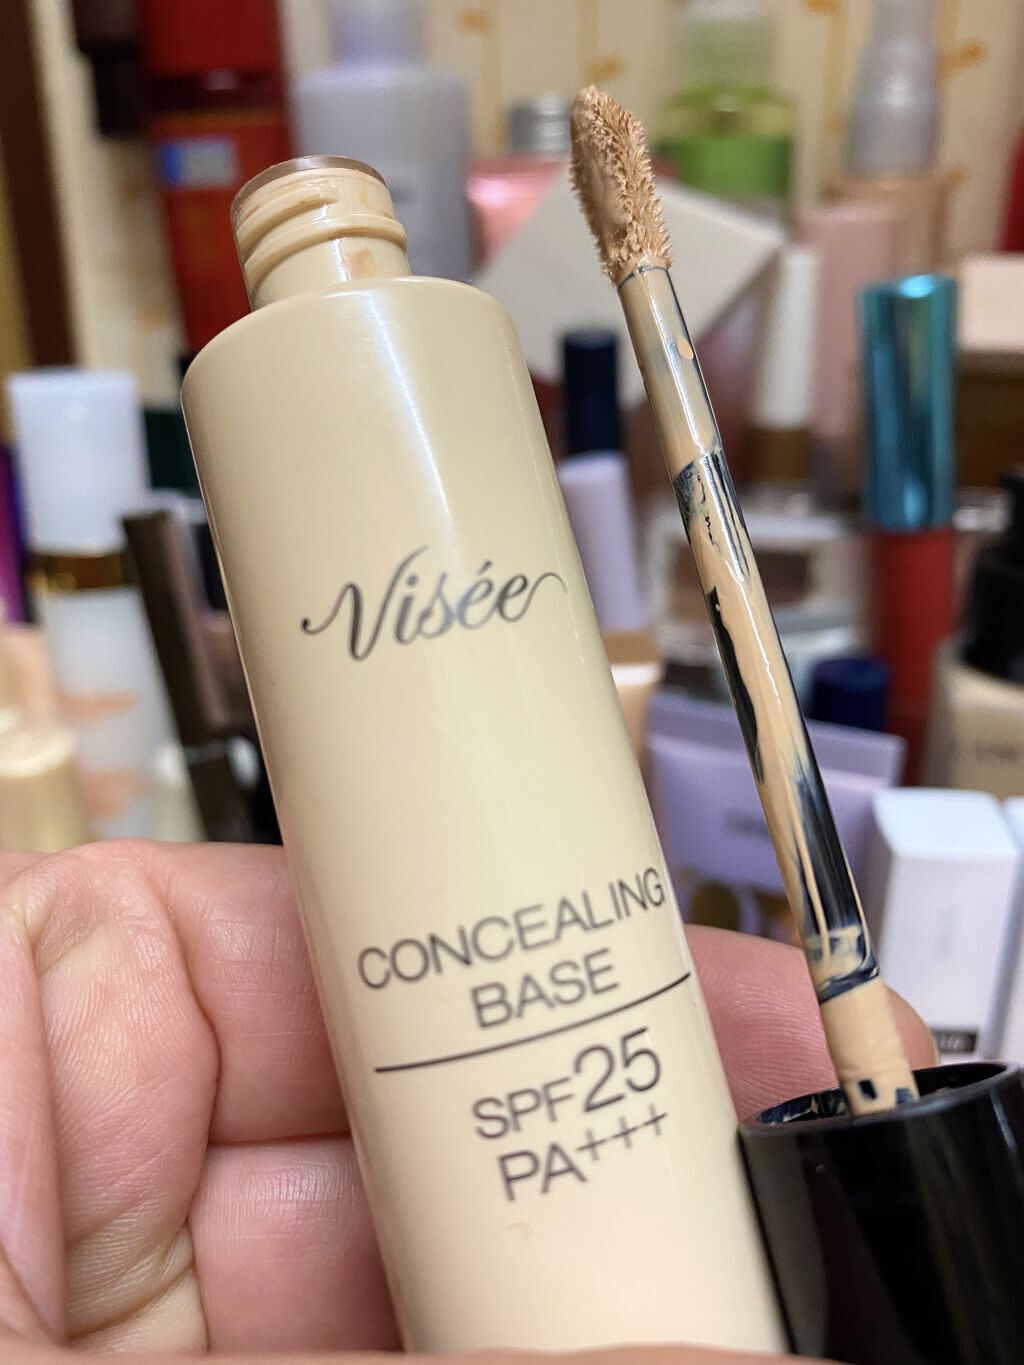 Visée
CONCEALING
BASE
SPF25
PA+++